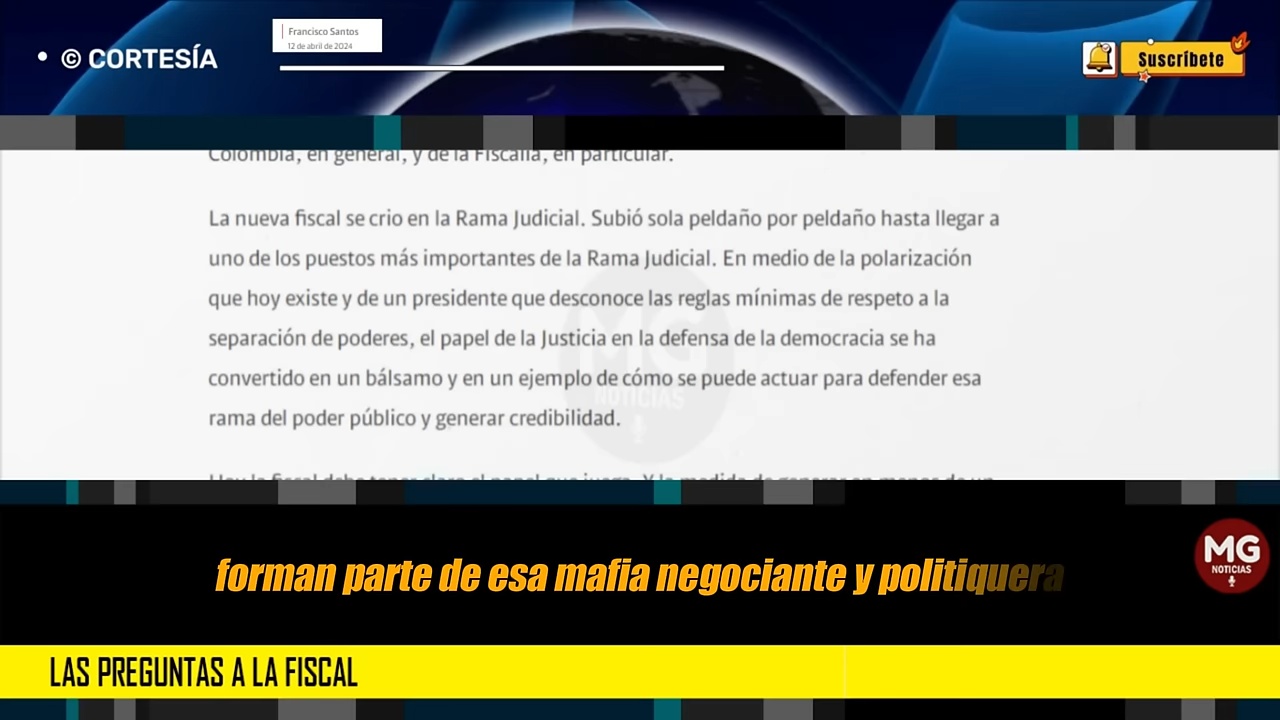 © CORTESÍA
Francisco Santos
12 de abril de 2024
Suscríbete
Colombia, en general, y de la Fiscalía, en particular.
La nueva fiscal se crio en la Rama Judicial. Subió sola peldaño por peldaño hasta llegar a
uno de los puestos más importantes de la Rama Judicial. En medio de la polarización
que hoy existe y de un presidente que desconoce las reglas mínimas de respeto a la
separación de poderes, el papel de la Justicia en la defensa de la democracia se ha
convertido en un bálsamo y en un ejemplo de cómo se puede actuar para defender esa
rama del poder público y generar credibilidad.
MG
NOTICIAS
forman parte de esa mafia negociante y politiquera
MG
NOTICIAS
LAS PREGUNTAS A LA FISCAL